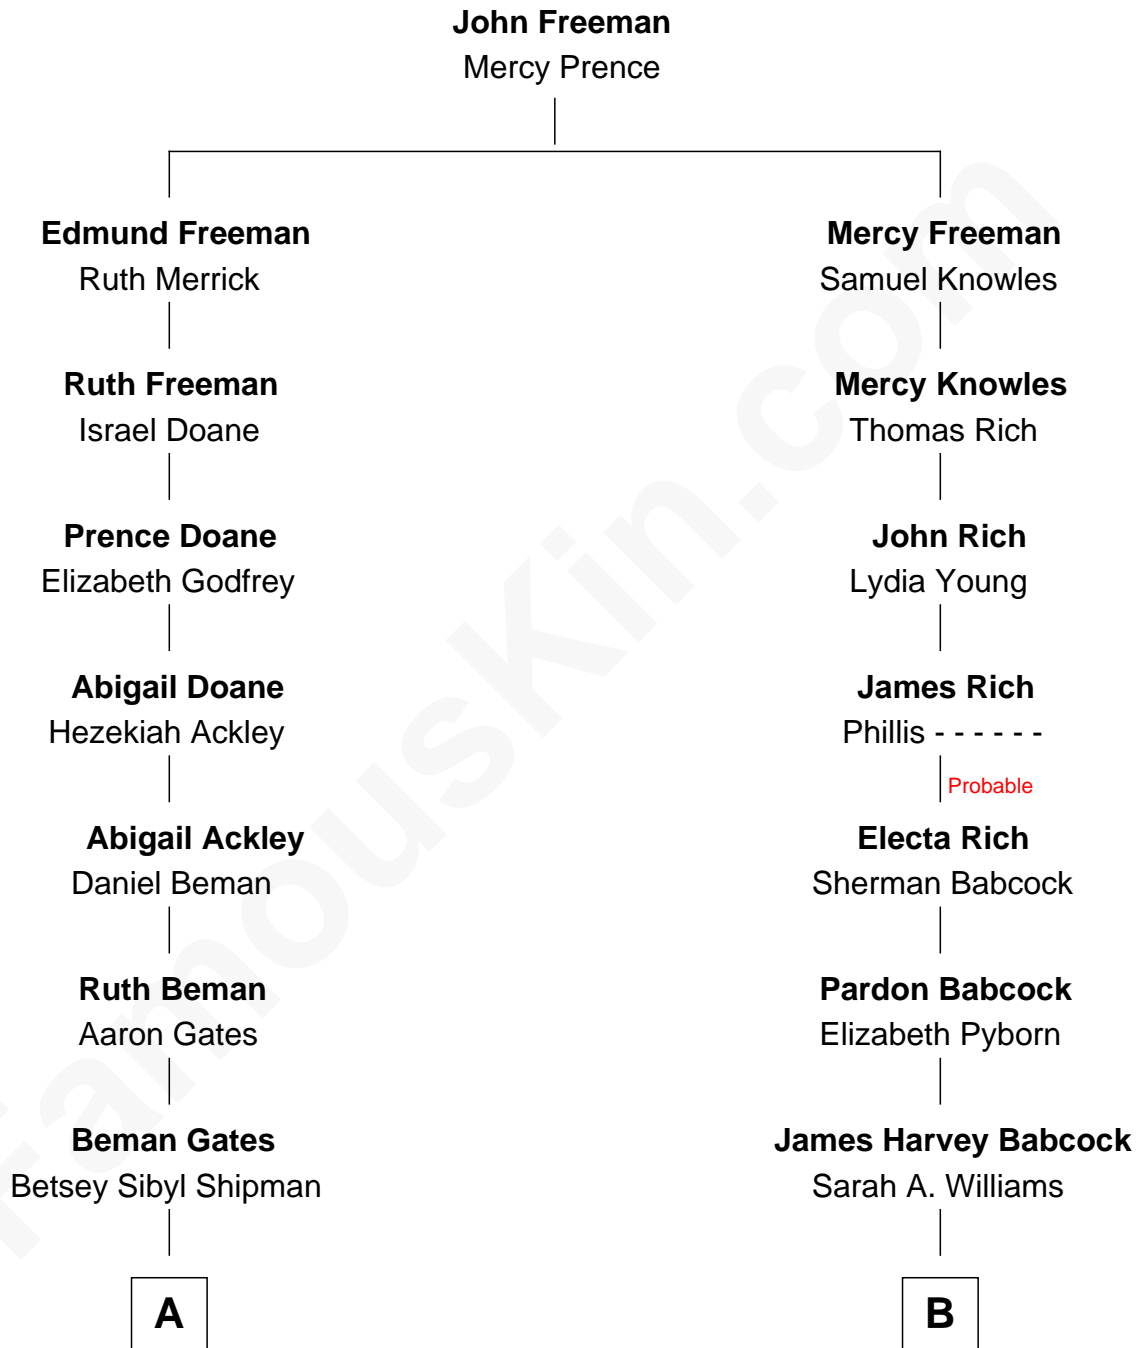 John Freeman
Mercy Prence
Edmund Freeman
Ruth Merrick
Mercy Freeman
Samuel Knowles
Ruth Freeman
Israel Doane
Mercy Knowles
Thomas Rich
Prence Doane
Elizabeth Godfrey
John Rich
Lydia Young
Abigail Doane
Hezekiah Ackley
James Rich
Phillis - - - - - -
Probable
Abigail Ackley
Daniel Beman
Electa Rich
Sherman Babcock
Ruth Beman
Aaron Gates
Pardon Babcock
Elizabeth Pyborn
Beman Gates
Betsey Sibyl Shipman
James Harvey Babcock
Sarah A. Williams
A
B
FamousKin.com